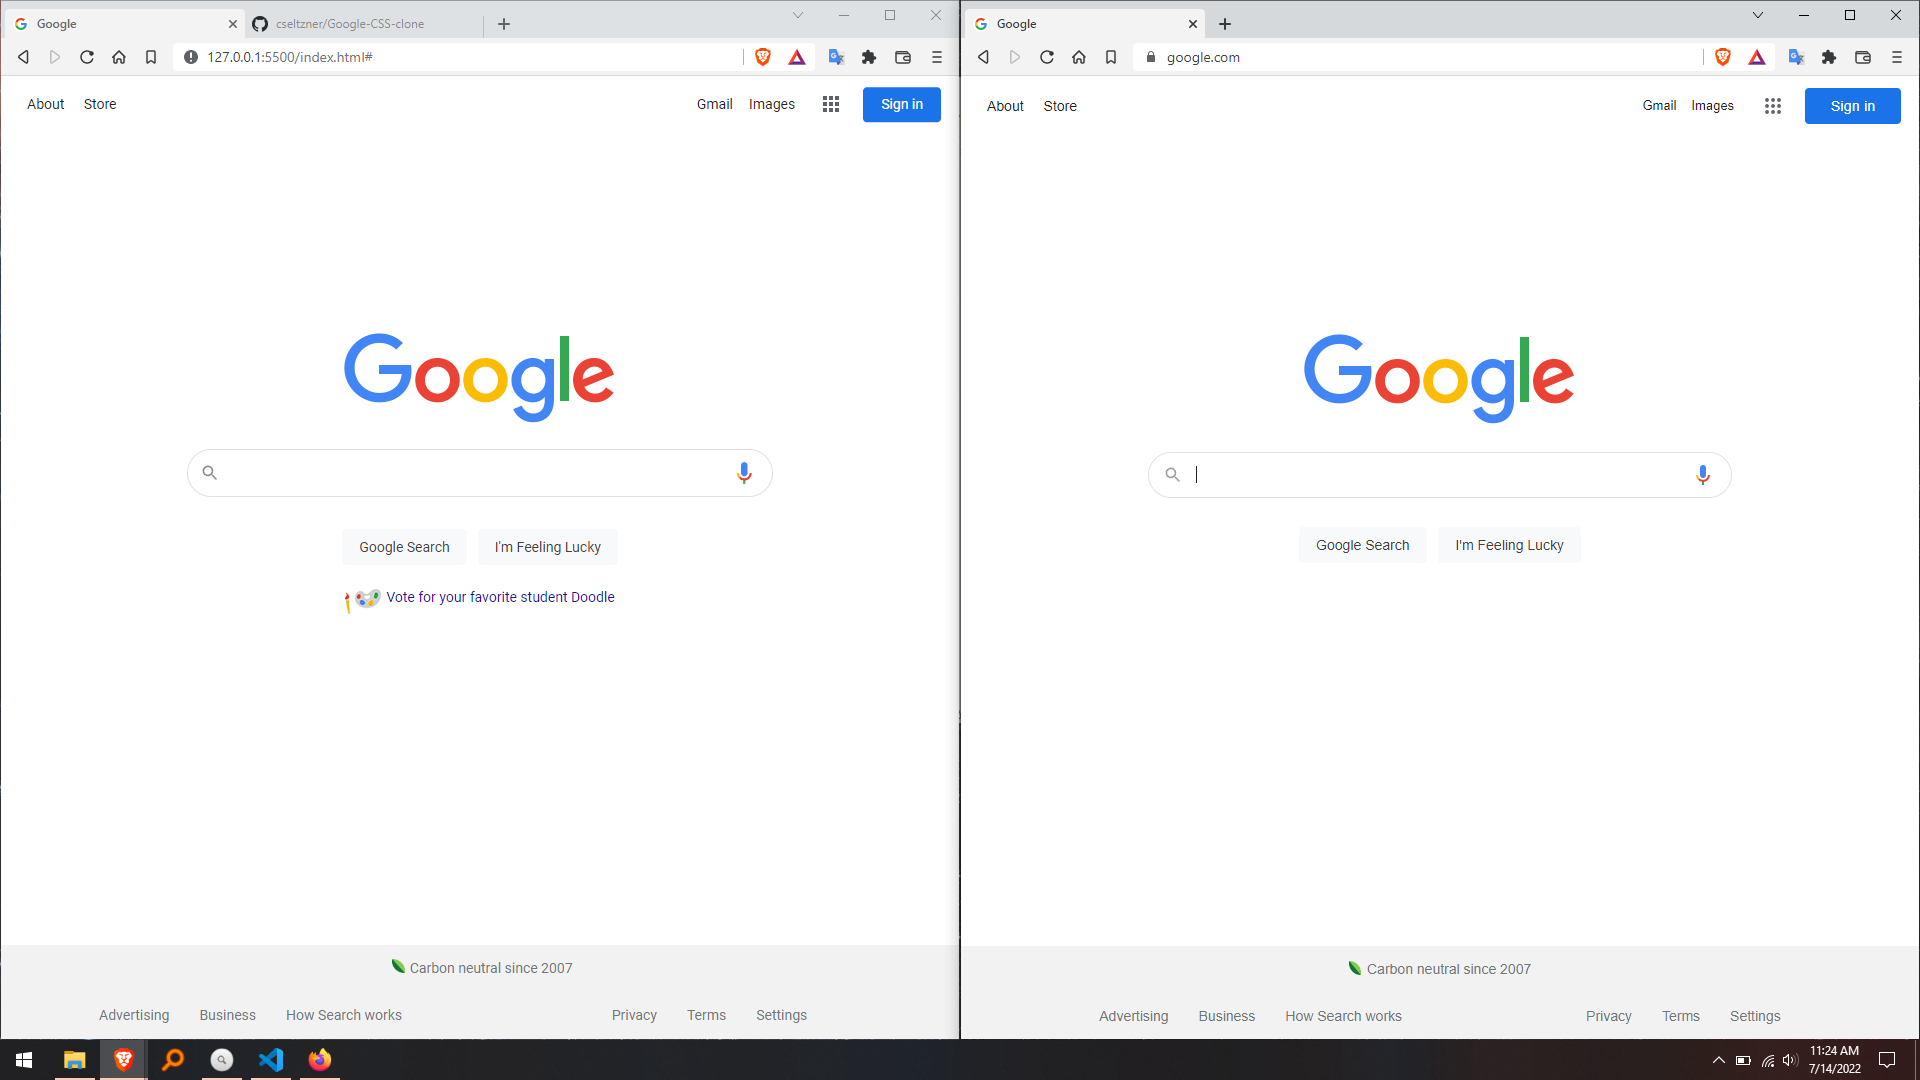 Google
cseltzner/Google-CSS-clone
127.0.0.1:5500/index.html#
About Store Gmail Images Sign in
Google
Google Search I'm Feeling Lucky
Vote for your favorite student Doodle
Carbon neutral since 2007
Advertising Business How Search works Privacy Terms Settings
Google
google.com
About Store Gmail Images Sign in
Google
Google Search I'm Feeling Lucky
Carbon neutral since 2007
Advertising Business How Search works Privacy Terms Settings
11:24 AM
7/14/2022